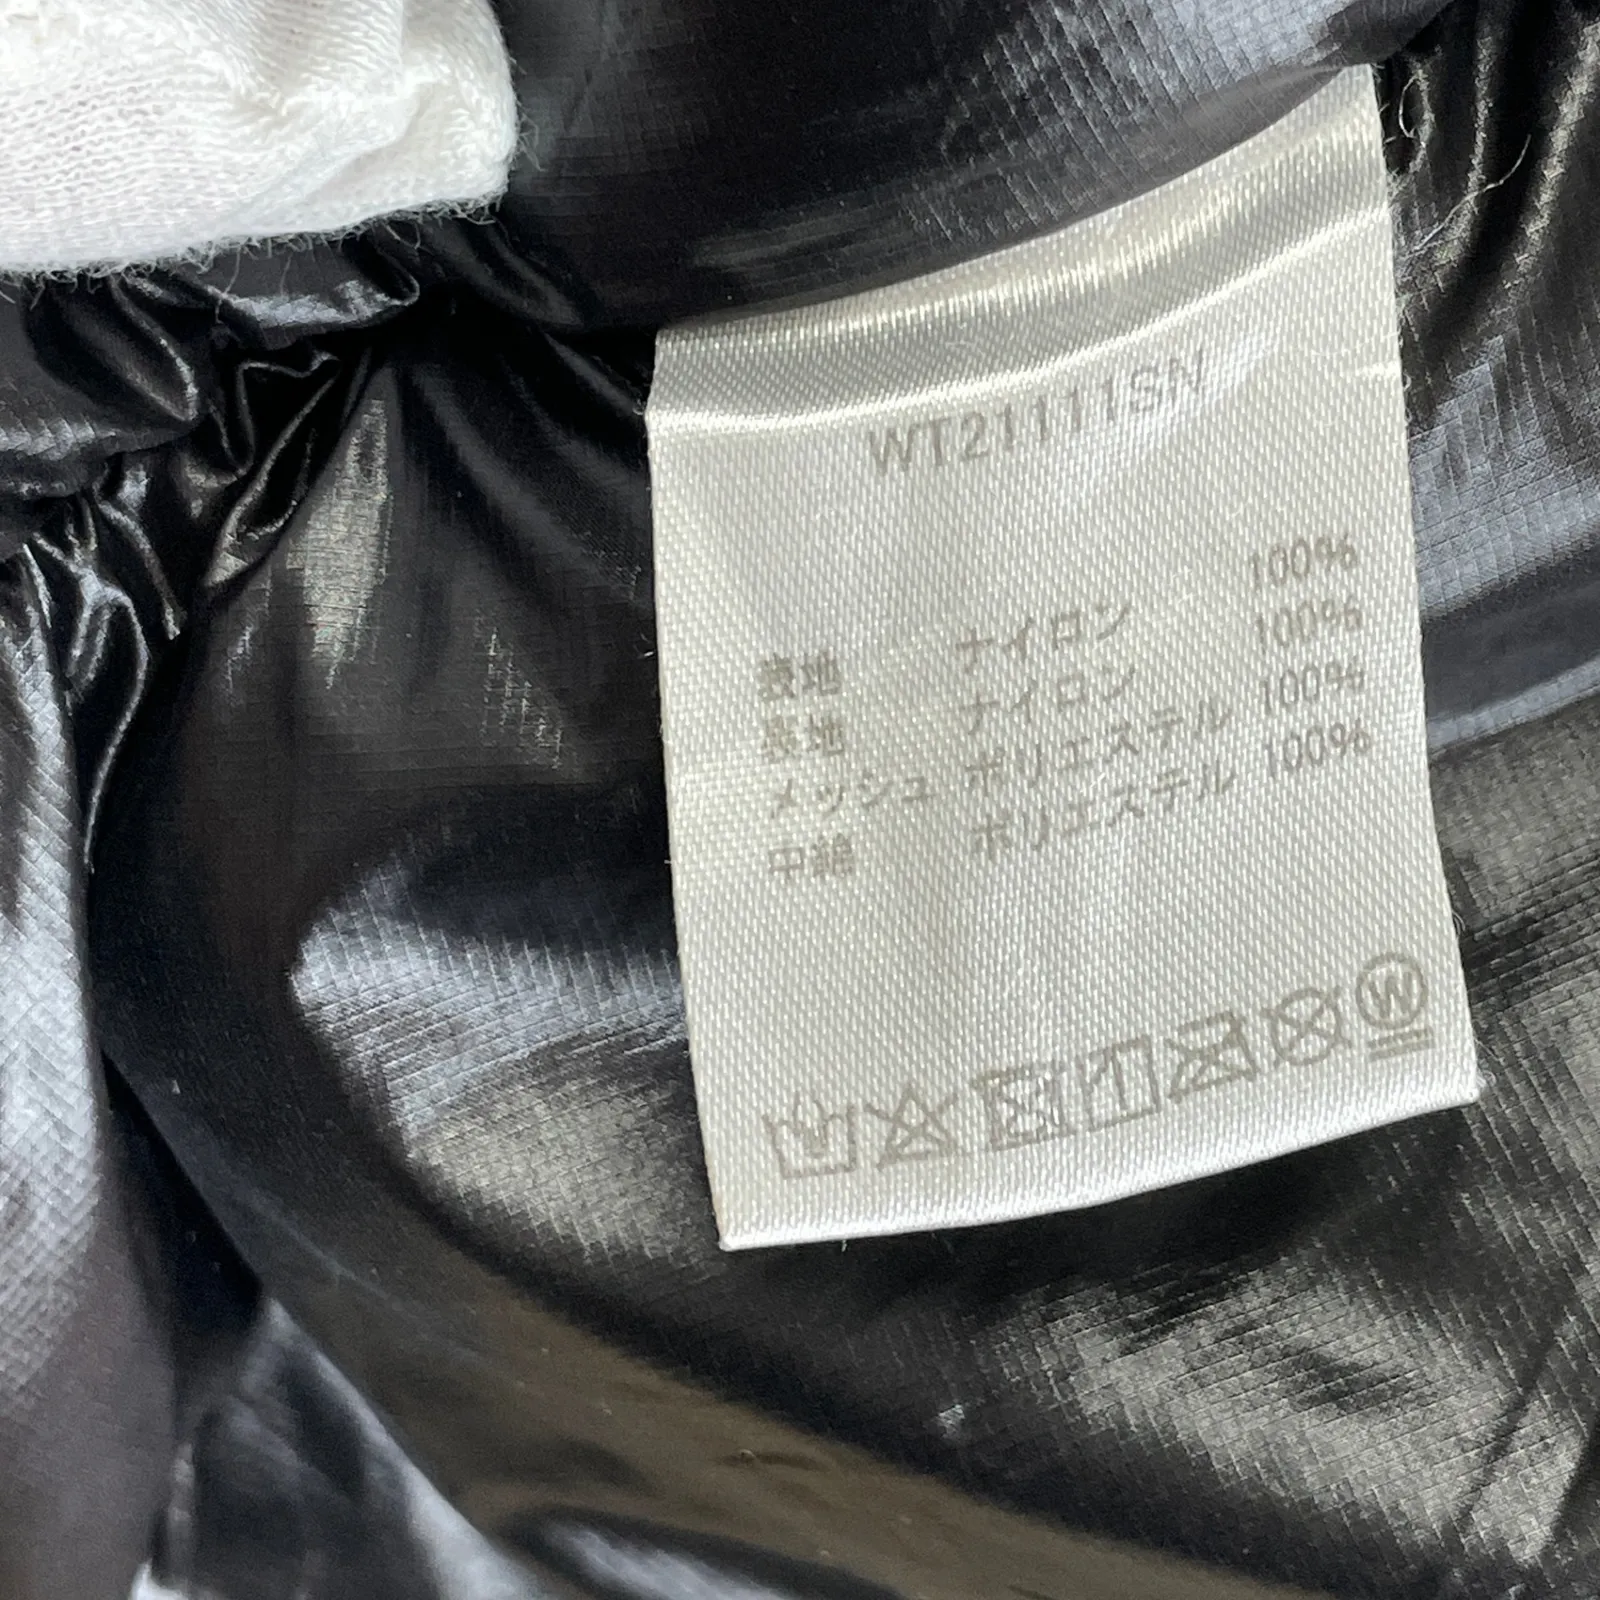 WT21111SN
表地 ナイロン 100%
裏地 ナイロン 100%
メッシュ ポリエステル 100%
中綿 ポリエステル 100%
W